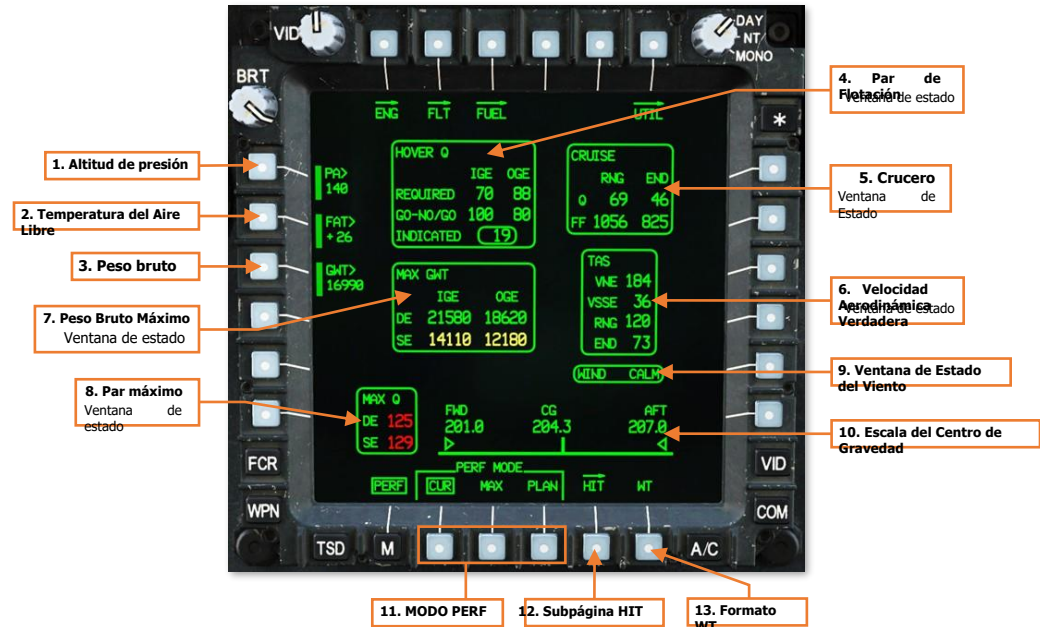 VID
DAY
NT
MONO
BRT
ENG FLT FUEL UTIL
*
PA>
140
FAT>
+26
GWT>
16990
HOVER Q
IGE OGE
REQUIRED 70 88
GO-NO/GO 100 80
INDICATED 19
CRUISE
RNG END
Q 69 46
FF 1056 825
MAX GWT
IGE OGE
DE 21580 18620
SE 14110 12180
TAS
VNE 184
VSSE 36
RNG 120
END 73
WIND CALM
MAX Q
DE 125
SE 129
FWD CG AFT
201.0 204.3 207.0
PERF MODE
PERF CUR MAX PLAN HIT WT
FCR
WPN
VID
COM
TSD M A/C
1. Altitud de presión
2. Temperatura del Aire
Libre
3. Peso bruto
7. Peso Bruto Máximo
Ventana de estado
8. Par máximo
Ventana de
estado
4. Par de
Flotación
Ventana de estado
5. Crucero
Ventana de
Estado
6. Velocidad
Aerodinámica
Ventana de estado
Verdadera
9. Ventana de Estado
del Viento
10. Escala del Centro de
Gravedad
11. MODO PERF
12. Subpágina HIT
13. Formato
WT